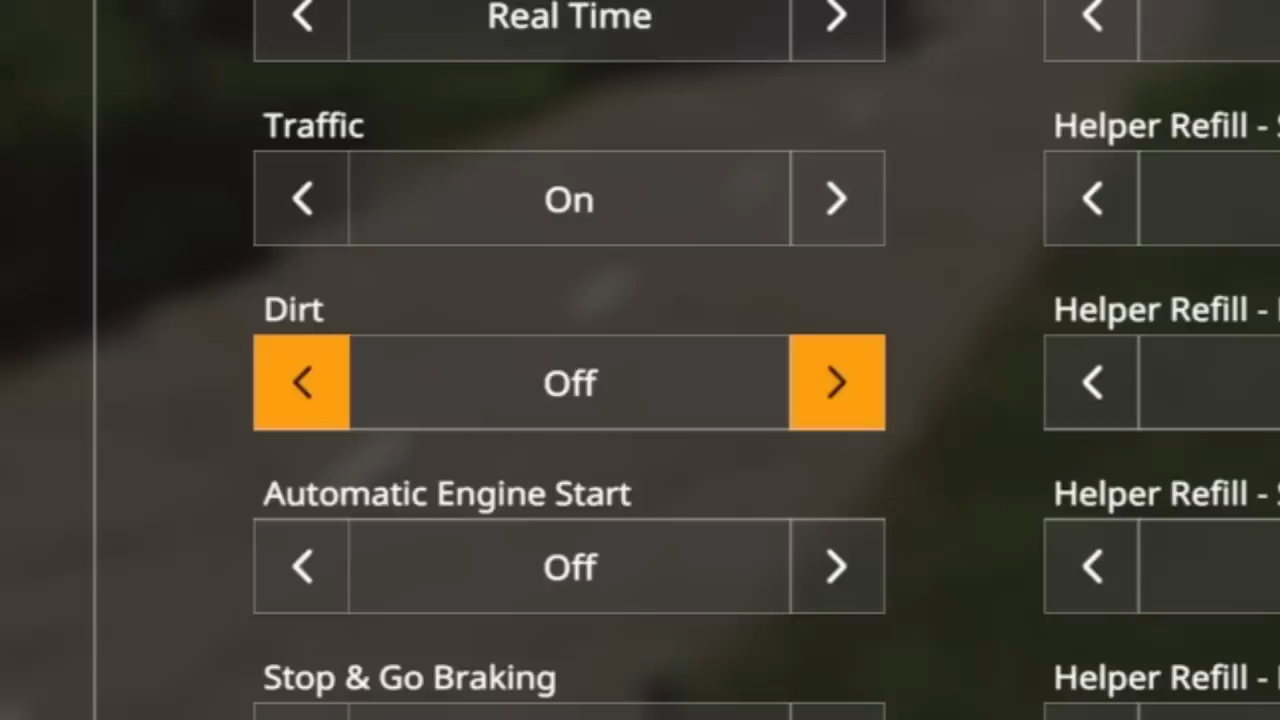 Real Time
Traffic
Helper Refill -
On
Dirt
Helper Refill -
Off
Automatic Engine Start
Helper Refill -
Off
Stop & Go Braking
Helper Refill -